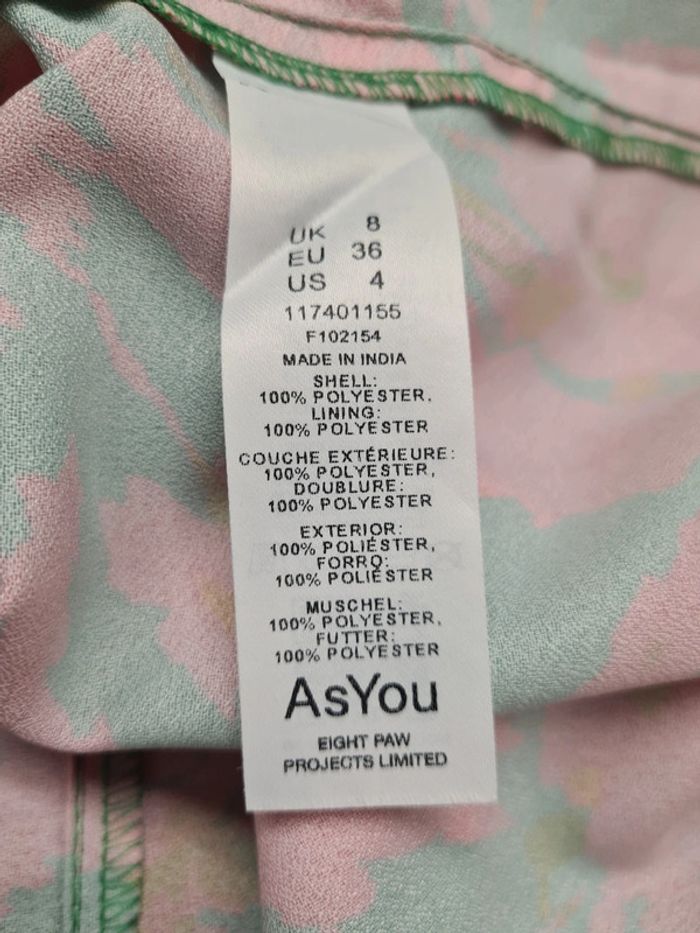 UK 8
EU 36
US 4
117401155
F102154
MADE IN INDIA
SHELL:
100% POLYESTER,
LINING:
100% POLYESTER
COUCHE EXTÉRIEURE:
100% POLYESTER,
DOUBLURE:
100% POLYESTER
EXTERIOR:
100% POLIÉSTER,
FORRO:
100% POLIÉSTER
MUSCHEL:
100% POLYESTER,
FUTTER:
100% POLYESTER
AsYou
EIGHT PAW
PROJECTS LIMITED